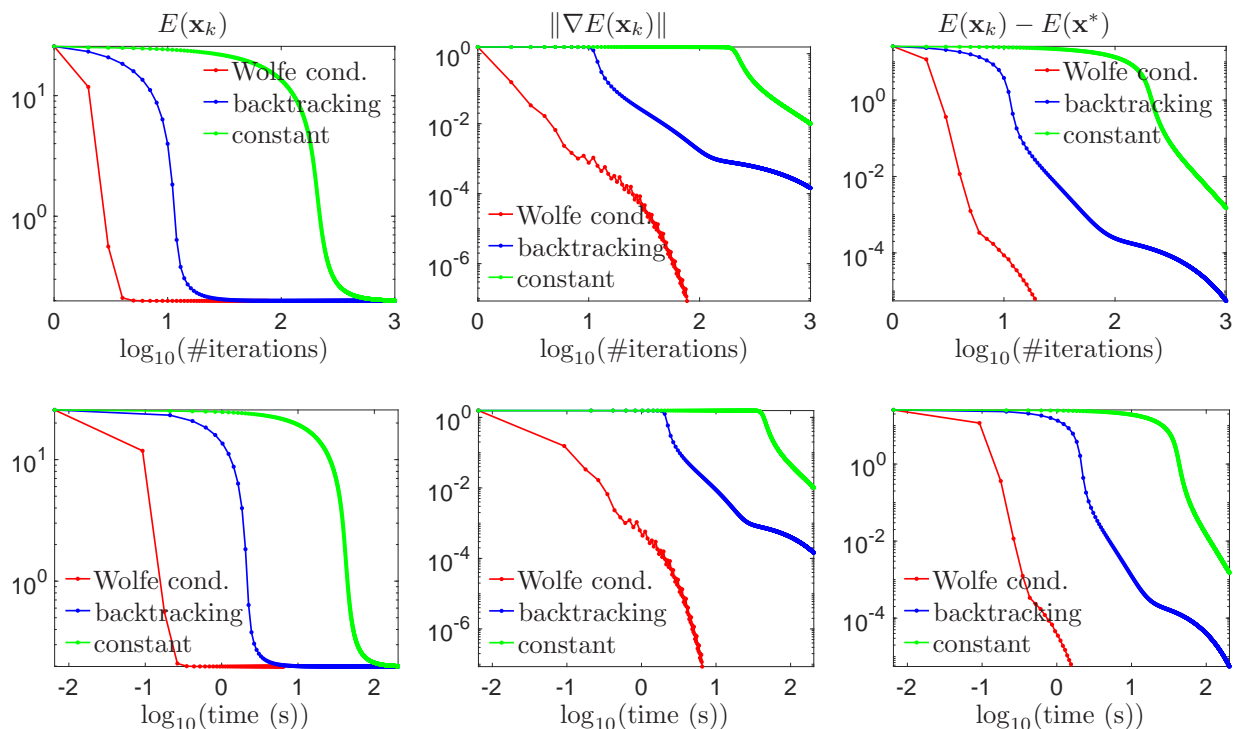 E(x_k)
Wolfe cond.
backtracking
constant
10^1
10^0
0 1 2 3
log_10(#iterations)
‖∇E(x_k)‖
10^0
10^-2
10^-4
10^-6
Wolfe cond.
backtracking
constant
0 1 2 3
log_10(#iterations)
E(x_k) − E(x*)
Wolfe cond.
backtracking
constant
10^0
10^-2
10^-4
0 1 2 3
log_10(#iterations)
10^1
10^0
Wolfe cond.
backtracking
constant
-2 -1 0 1 2
log_10(time (s))
10^0
10^-2
10^-4
10^-6
Wolfe cond.
backtracking
constant
-2 -1 0 1 2
log_10(time (s))
10^0
10^-2
10^-4
Wolfe cond.
backtracking
constant
-2 -1 0 1 2
log_10(time (s))